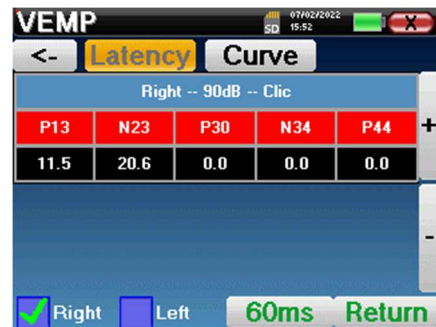 VEMP SD 07/02/2022 15:52 X
<- Latency Curve
Right -- 90dB -- Clic
P13 N23 P30 N34 P44 +
11.5 20.6 0.0 0.0 0.0
-
Right Left 60ms Return